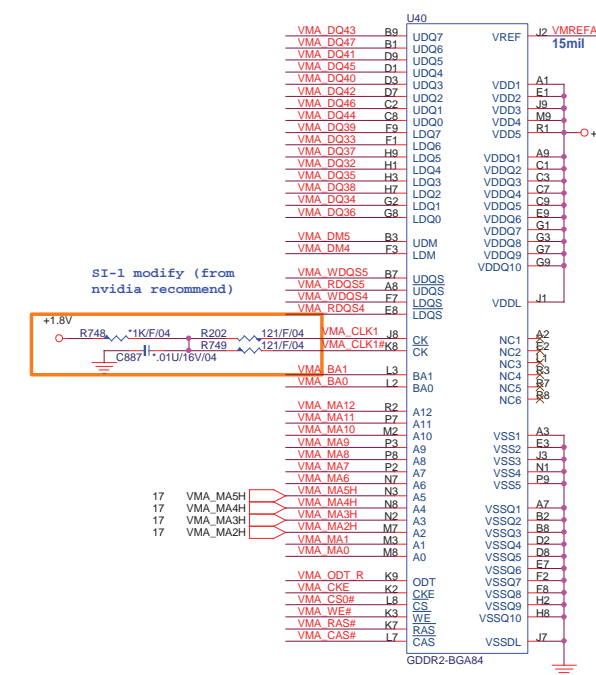 U40
VMA_DQ43 B9 UDQ7 VREF J2 VMREFA
VMA_DQ47 B1 UDQ6 15mil
VMA_DQ41 D9 UDQ5
VMA_DQ45 D1 UDQ4
VMA_DQ40 D3 UDQ3 VDD1 A1
VMA_DQ42 D7 UDQ2 VDD2 E1
VMA_DQ46 C2 UDQ1 VDD3 J9
VMA_DQ44 C8 UDQ0 VDD4 M9
VMA_DQ39 F9 LDQ7 VDD5 R1
VMA_DQ33 F1 LDQ6
VMA_DQ37 H9 LDQ5 VDDQ1 A9
VMA_DQ32 H1 LDQ4 VDDQ2 C1
VMA_DQ35 H3 LDQ3 VDDQ3 C3
VMA_DQ38 H7 LDQ2 VDDQ4 C7
VMA_DQ34 G2 LDQ1 VDDQ5 C9
VMA_DQ36 G8 LDQ0 VDDQ6 E9
VDDQ7 G1
VMA_DM5 B3 UDM VDDQ8 G3
VMA_DM4 F3 LDM VDDQ9 G7
VDDQ10 G9
SI-1 modify (from
nvidia recommend)
VMA_WDQS5 B7 UDQS
VMA_RDQS5 A8 UDQS
VMA_WDQS4 F7 LDQS VDDL J1
VMA_RDQS4 E8 LDQS
+1.8V
R748 *1K/F/04 R202 121/F/04 VMA_CLK1 J8 CK NC1 A2
R749 121/F/04 VMA_CLK1# K8 CK NC2 E2
C887 *.01U/16V/04 NC3 L1
VMA_BA1 L3 BA1 NC4 R3
VMA_BA0 L2 BA0 NC5 R7
NC6 R8
VMA_MA12 R2 A12
VMA_MA11 P7 A11
VMA_MA10 M2 A10 VSS1 A3
VMA_MA9 P3 A9 VSS2 E3
VMA_MA8 P8 A8 VSS3 J3
VMA_MA7 P2 A7 VSS4 N1
VMA_MA6 N7 A6 VSS5 P9
17 VMA_MA5H VMA_MA5H N3 A5
17 VMA_MA4H VMA_MA4H N8 A4 VSSQ1 A7
17 VMA_MA3H VMA_MA3H N2 A3 VSSQ2 B2
17 VMA_MA2H VMA_MA2H M7 A2 VSSQ3 B8
VMA_MA1 M3 A1 VSSQ4 D2
VMA_MA0 M8 A0 VSSQ5 D8
VSSQ6 E7
VMA_ODT_R K9 ODT VSSQ7 F2
VMA_CKE K2 CKE VSSQ8 F8
VMA_CS0# L8 CS VSSQ9 H2
VMA_WE# K3 WE VSSQ10 H8
VMA_RAS# K7 RAS
VMA_CAS# L7 CAS VSSDL J7
GDDR2-BGA84